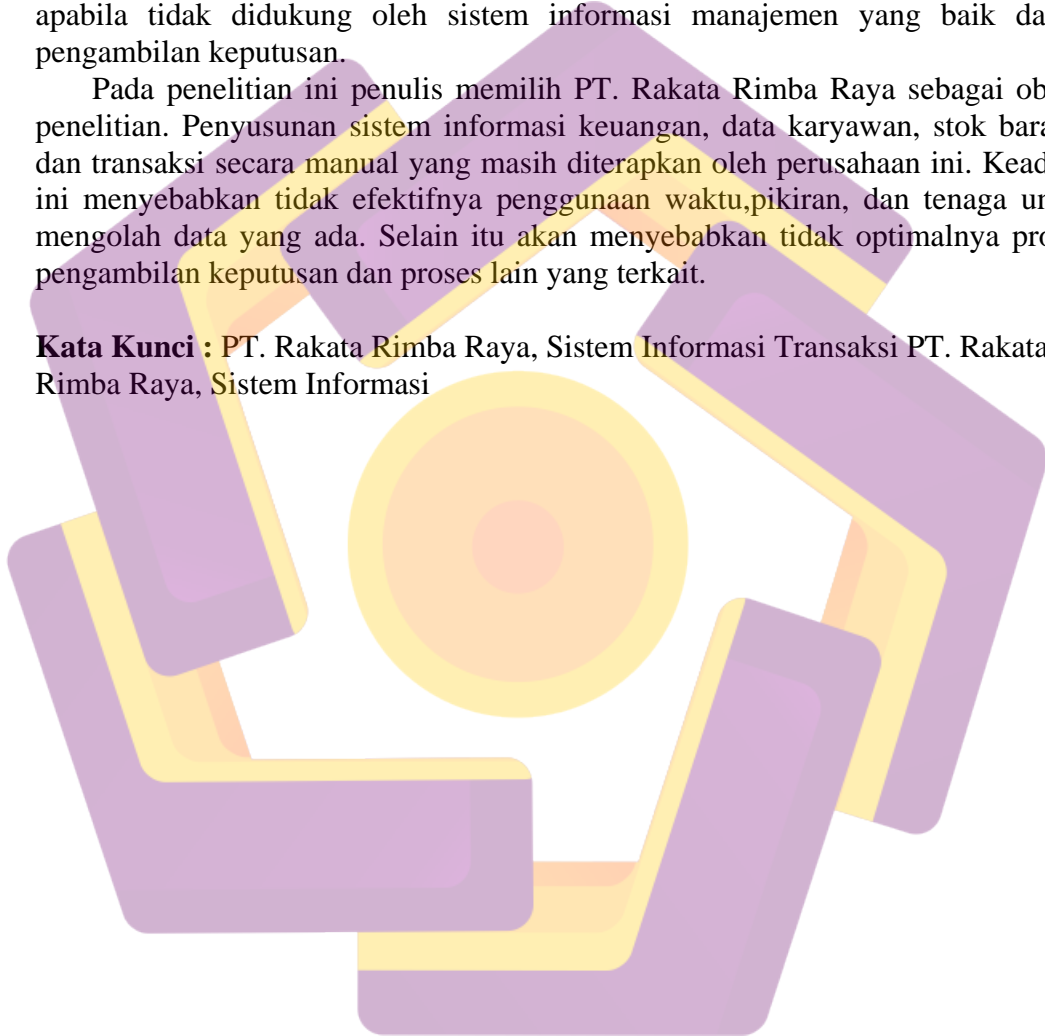 apabila tidak didukung oleh sistem informasi manajemen yang baik da
pengambilan keputusan.
Pada penelitian ini penulis memilih PT. Rakata Rimba Raya sebagai ob
penelitian. Penyusunan sistem informasi keuangan, data karyawan, stok bara
dan transaksi secara manual yang masih diterapkan oleh perusahaan ini. Kead
ini menyebabkan tidak efektifnya penggunaan waktu,pikiran, dan tenaga un
mengolah data yang ada. Selain itu akan menyebabkan tidak optimalnya pro
pengambilan keputusan dan proses lain yang terkait.
Kata Kunci : PT. Rakata Rimba Raya, Sistem Informasi Transaksi PT. Rakata
Rimba Raya, Sistem Informasi